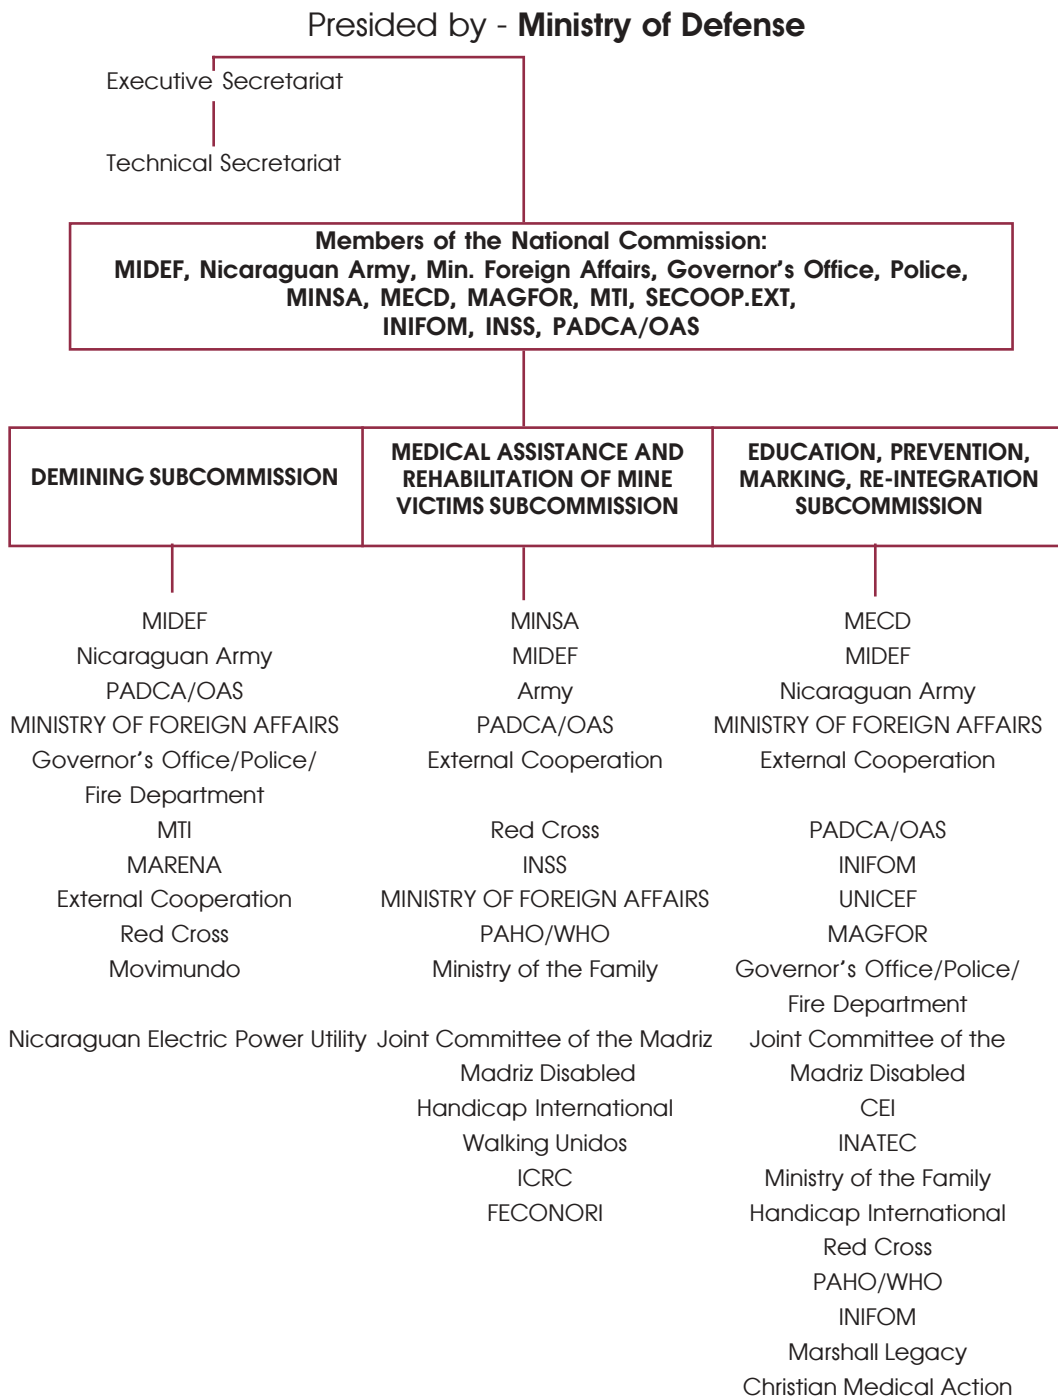 Presided by - Ministry of Defense
Executive Secretariat
Technical Secretariat
Members of the National Commission:
MIDEF, Nicaraguan Army, Min. Foreign Affairs, Governor's Office, Police,
MINSA, MECD, MAGFOR, MTI, SECOOP.EXT,
INIFOM, INSS, PADCA/OAS
DEMINING SUBCOMMISSION
MIDEF
Nicaraguan Army
PADCA/OAS
MINISTRY OF FOREIGN AFFAIRS
Governor's Office/Police/
Fire Department
MTI
MARENA
External Cooperation
Red Cross
Movimundo
Nicaraguan Electric Power Utility
MEDICAL ASSISTANCE AND
REHABILITATION OF MINE
VICTIMS SUBCOMMISSION
MINSA
MIDEF
Army
PADCA/OAS
External Cooperation
Red Cross
INSS
MINISTRY OF FOREIGN AFFAIRS
PAHO/WHO
Ministry of the Family
Joint Committee of the Madriz
Madriz Disabled
Handicap International
Walking Unidos
ICRC
FECONORI
EDUCATION, PREVENTION,
MARKING, RE-INTEGRATION
SUBCOMMISSION
MECD
MIDEF
Nicaraguan Army
MINISTRY OF FOREIGN AFFAIRS
External Cooperation
PADCA/OAS
INIFOM
UNICEF
MAGFOR
Governor's Office/Police/
Fire Department
Joint Committee of the
Madriz Disabled
CEI
INATEC
Ministry of the Family
Handicap International
Red Cross
PAHO/WHO
INIFOM
Marshall Legacy
Christian Medical Action